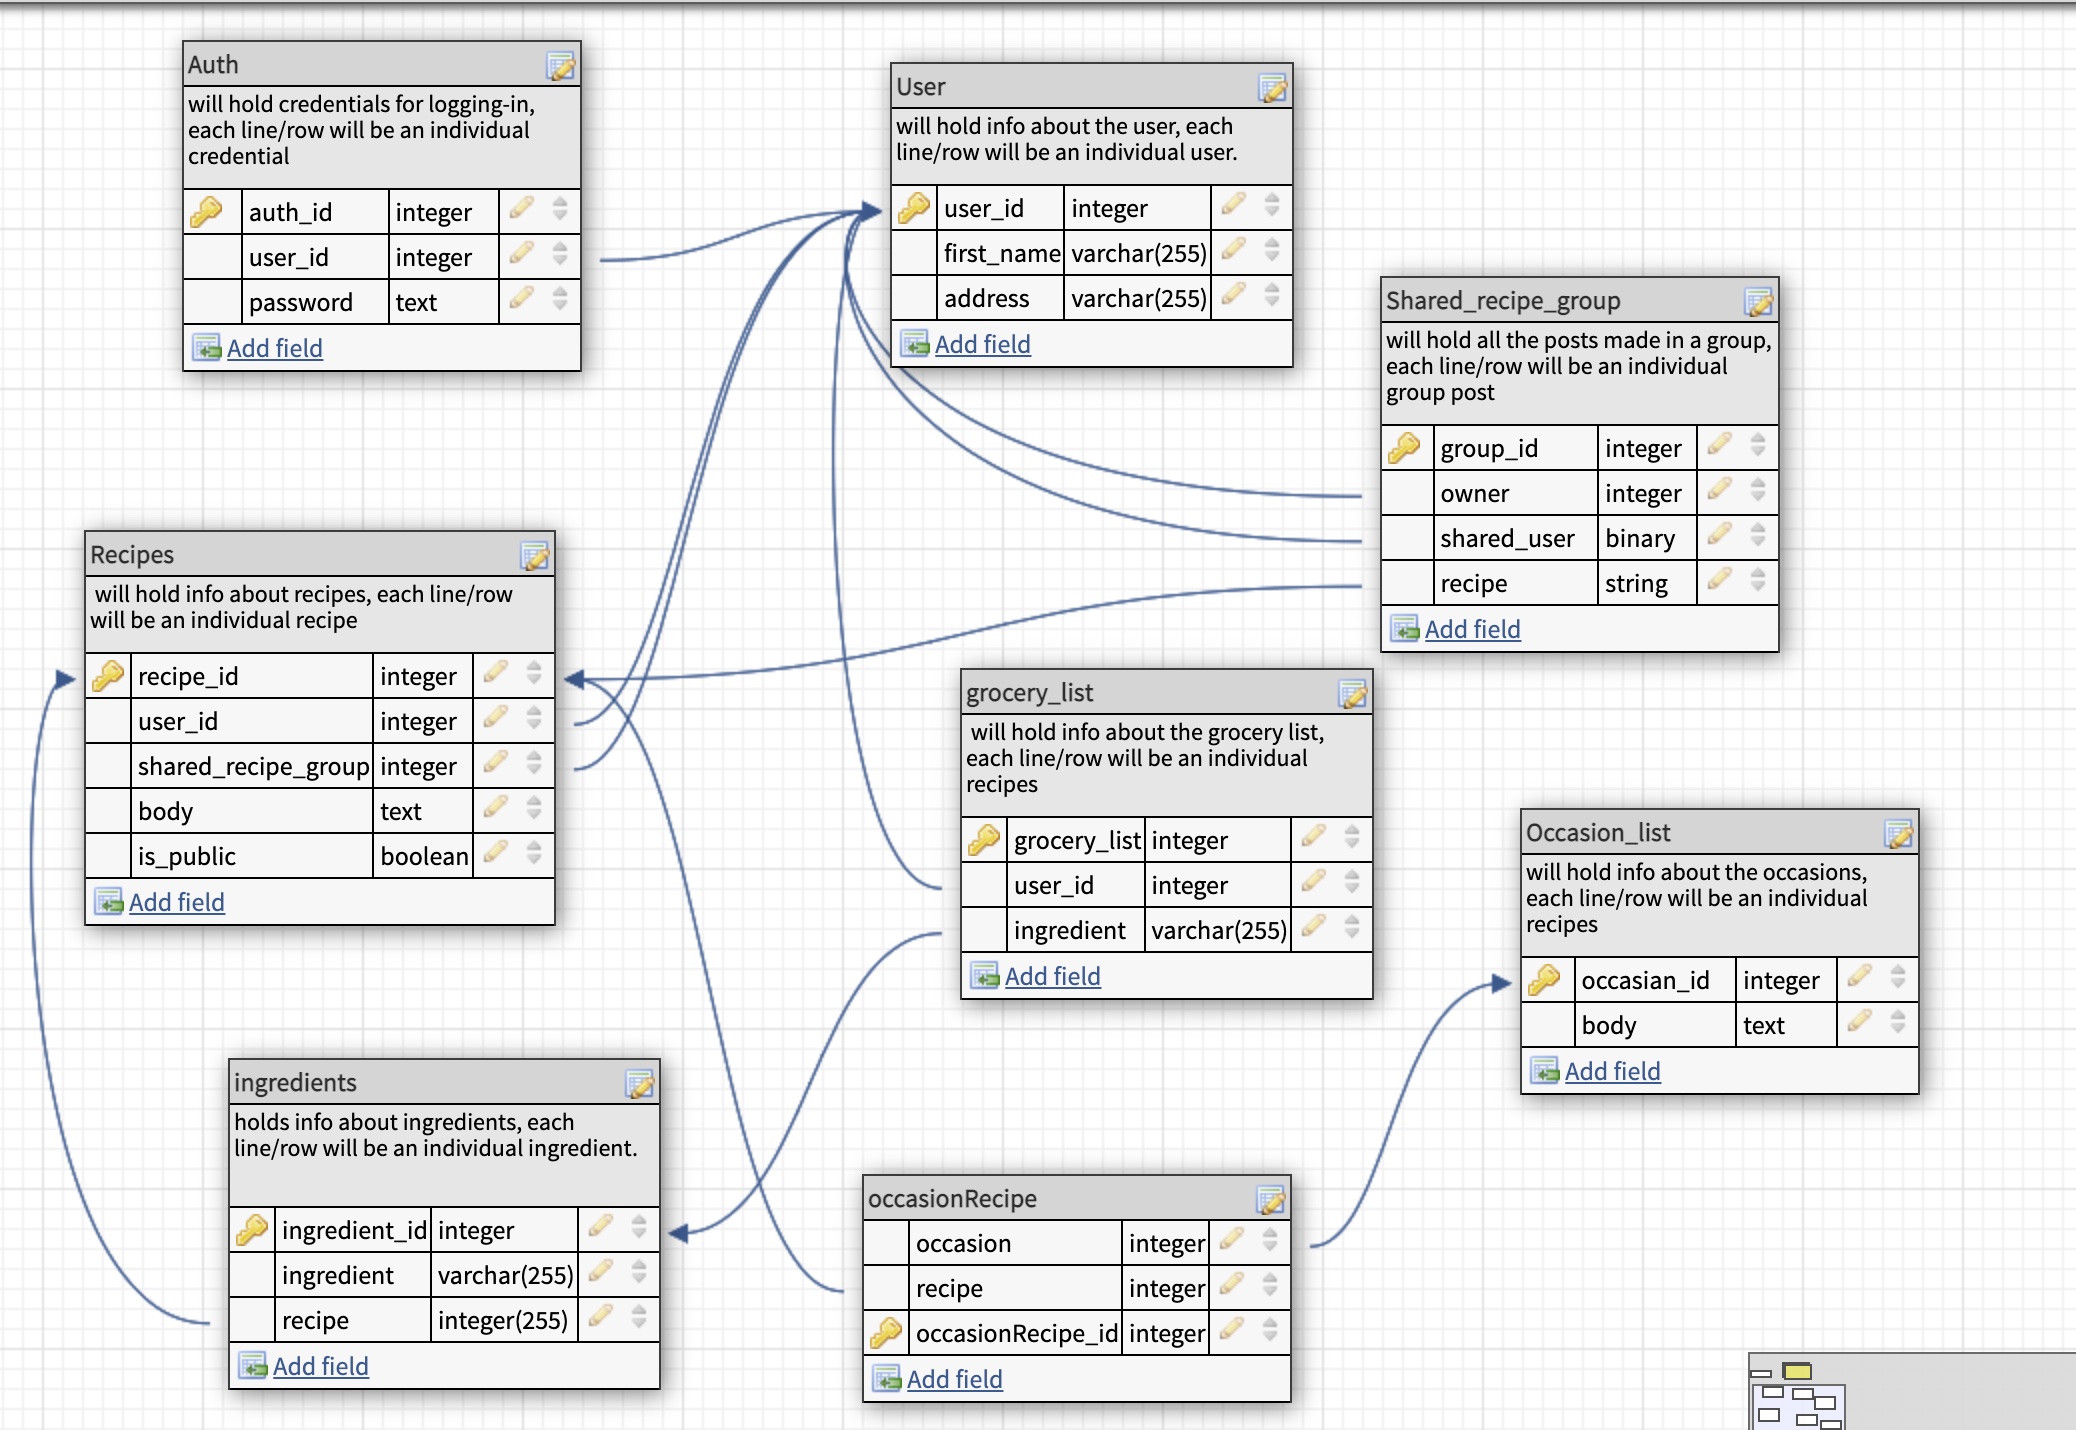 Auth
will hold credentials for logging-in,
each line/row will be an individual
credential
auth_id integer
user_id integer
password text
Add field
User
will hold info about the user, each
line/row will be an individual user.
user_id integer
first_name varchar(255)
address varchar(255)
Add field
Shared_recipe_group
will hold all the posts made in a group,
each line/row will be an individual
group post
group_id integer
owner integer
shared_user binary
recipe string
Add field
Recipes
will hold info about recipes, each line/row
will be an individual recipe
recipe_id integer
user_id integer
shared_recipe_group integer
body text
is_public boolean
Add field
grocery_list
will hold info about the grocery list,
each line/row will be an individual
recipes
grocery_list integer
user_id integer
ingredient varchar(255)
Add field
Occasion_list
will hold info about the occasions,
each line/row will be an individual
recipes
occasian_id integer
body text
Add field
ingredients
holds info about ingredients, each
line/row will be an individual ingredient.
ingredient_id integer
ingredient varchar(255)
recipe integer(255)
Add field
occasionRecipe
occasion integer
recipe integer
occasionRecipe_id integer
Add field